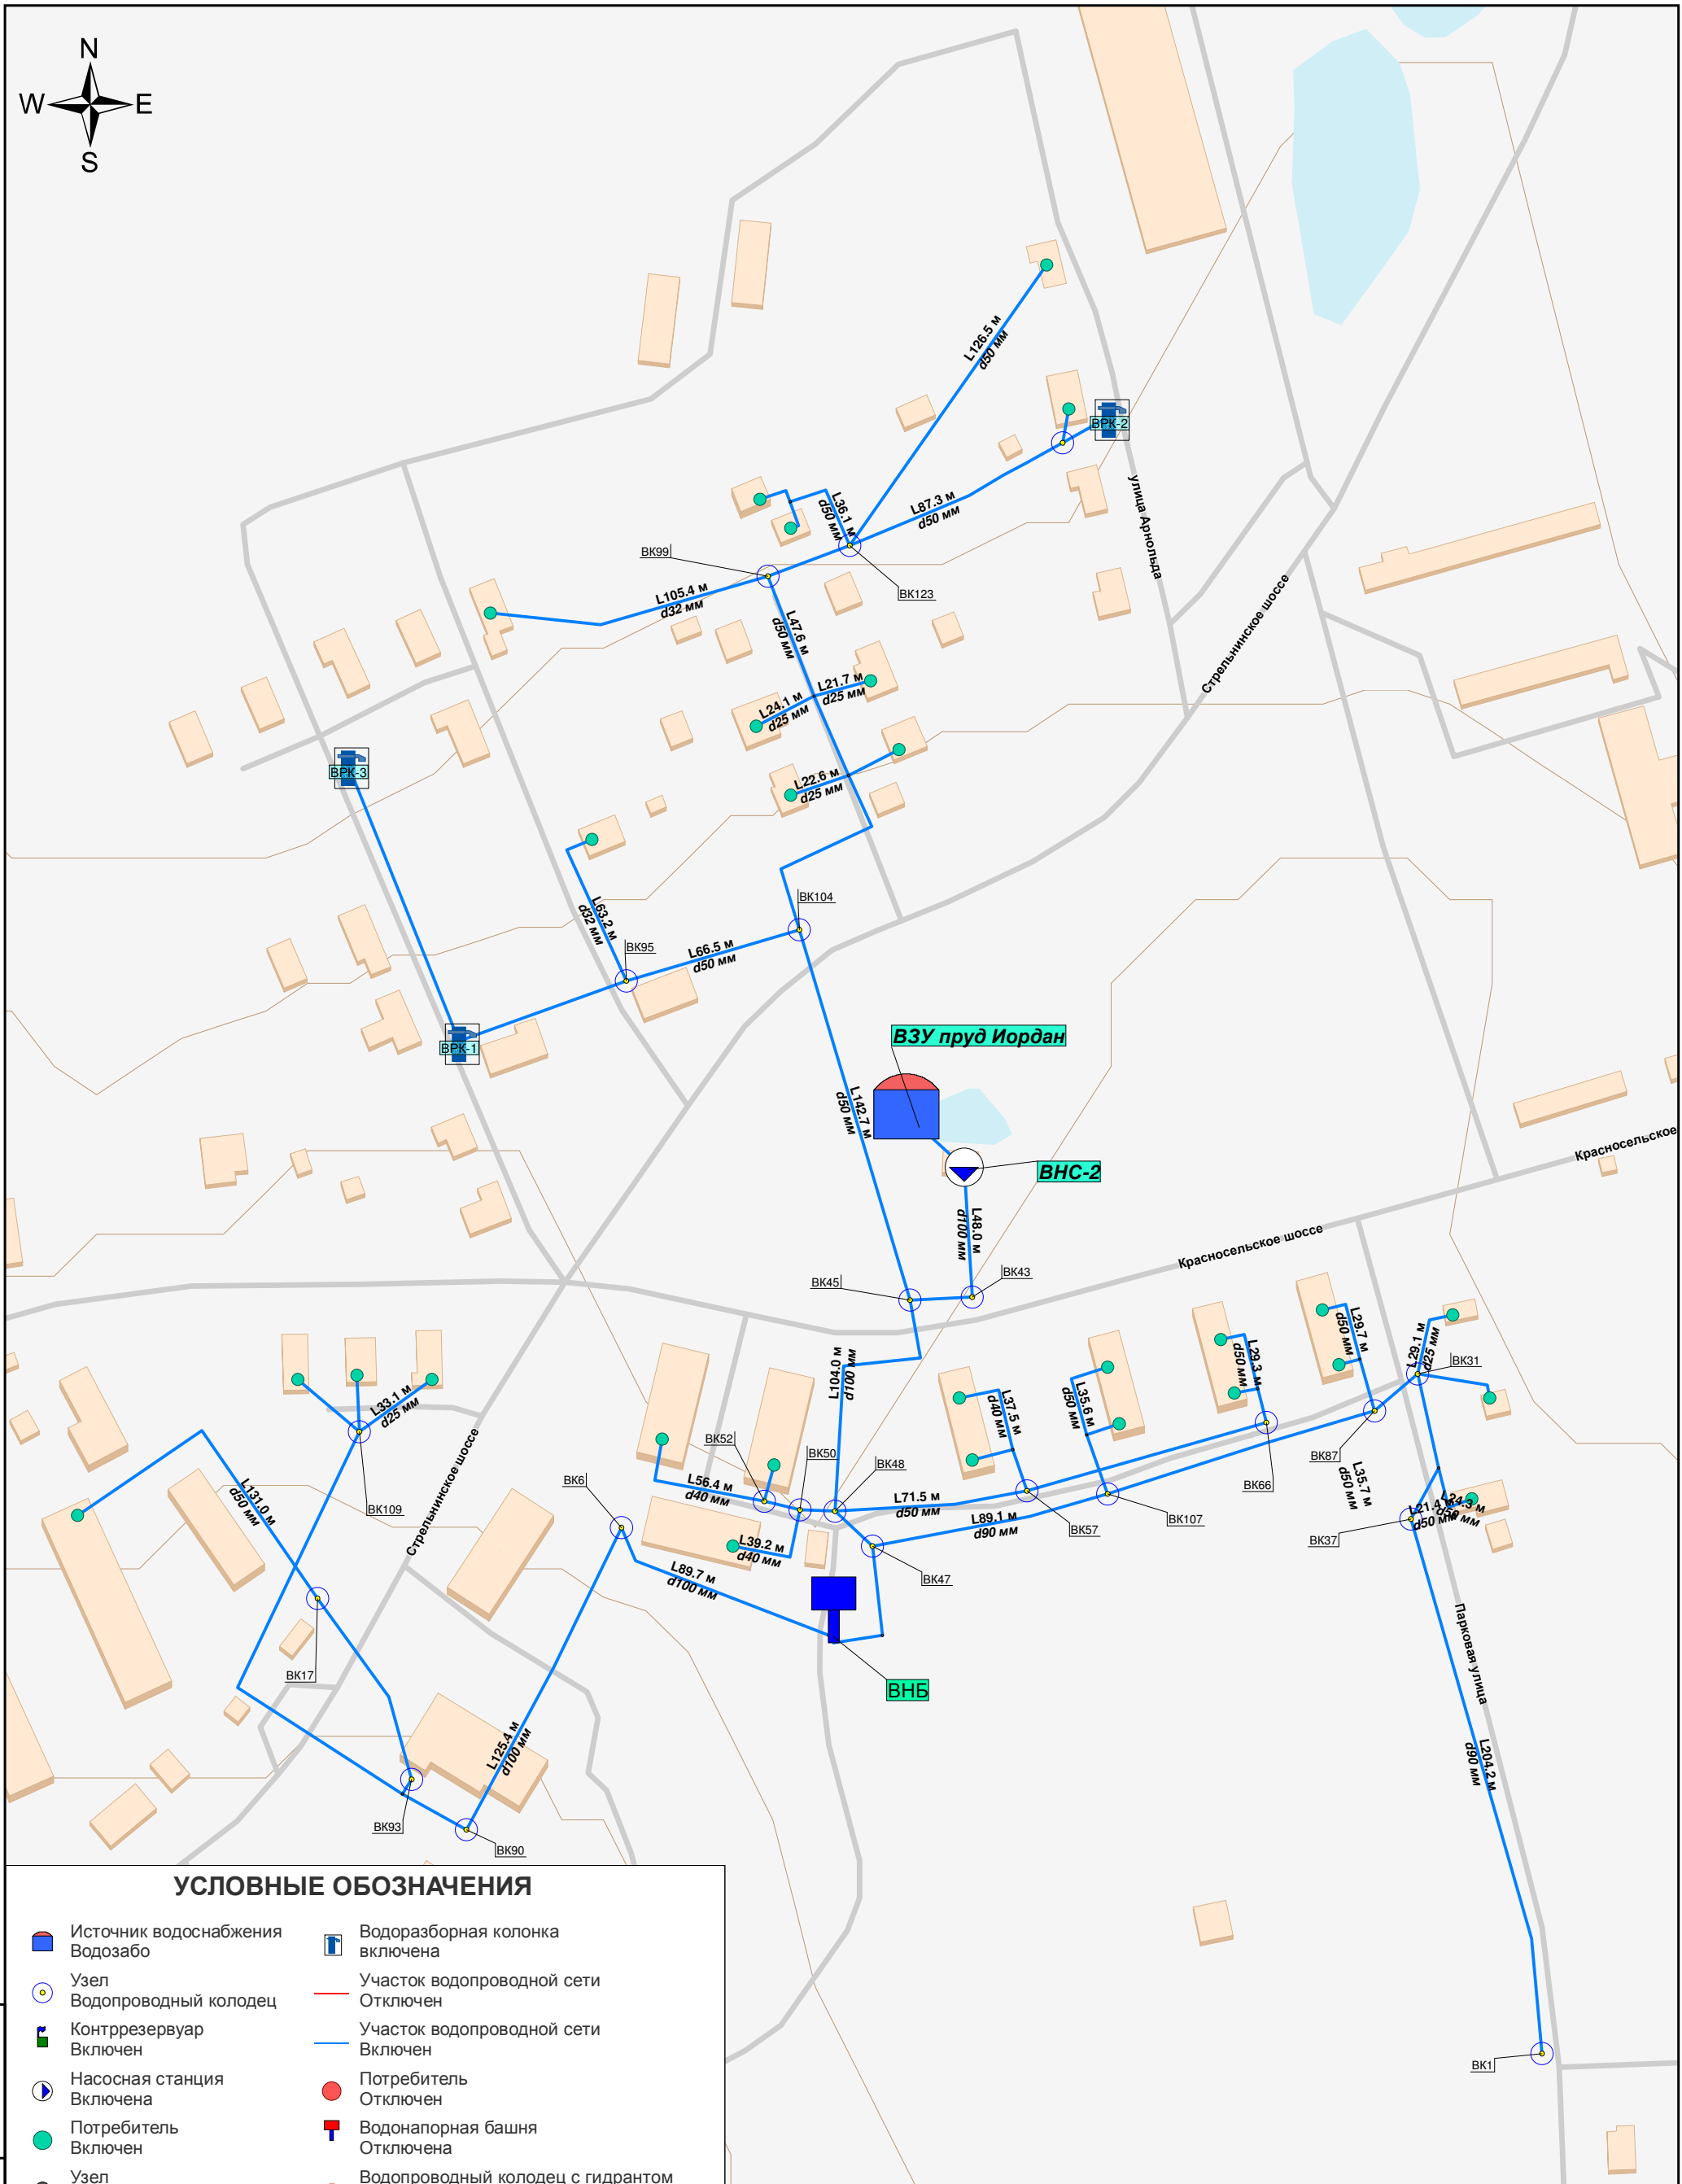 N
W
E
S
L126.5 м
d50 мм
ВРК-2
L36.1 м
d50 мм
L87.3 м
d50 мм
улица Арнольда
ВК99
ВК123
L105.4 м
d32 мм
L47.6 м
d50 мм
Стрельнинское шоссе
L21.7 м
d25 мм
L24.1 м
d25 мм
ВРК-3
L22.6 м
d25 мм
L63.2 м
d32 мм
ВК104
ВК95
L66.5 м
d50 мм
ВРК-1
ВЗУ пруд Иордан
L142.7 м
d50 мм
ВНС-2
Красносельское
L48.0 м
d100 мм
Красносельское шоссе
ВК45
ВК43
L104.0 м
d100 мм
L29.7 м
d50 мм
L29.3 м
d50 мм
L29.1 м
d25 мм
ВК31
L33.1 м
d25 мм
L37.5 м
d40 мм
L35.6 м
d50 мм
ВК52
ВК50
ВК48
ВК6
L56.4 м
d40 мм
L71.5 м
d50 мм
ВК66
ВК87
L35.7 м
d50 мм
L131.0 м
d50 мм
ВК109
Стрельнинское шоссе
L89.1 м
d90 мм
ВК57
ВК107
L21.4 м
d50 мм
L24.3 м
d50 мм
ВК37
L39.2 м
d40 мм
L89.7 м
d100 мм
ВК47
ВК17
ВНБ
Парковая улица
L125.4 м
d100 мм
L204.2 м
d90 мм
ВК93
ВК90
ВК1
УСЛОВНЫЕ ОБОЗНАЧЕНИЯ
Источник водоснабжения
Водозабо
Водоразборная колонка
включена
Узел
Водопроводный колодец
Участок водопроводной сети
Отключен
Контррезервуар
Включен
Участок водопроводной сети
Включен
Насосная станция
Включена
Потребитель
Отключен
Потребитель
Включен
Водонапорная башня
Отключена
Узел
Водопроводный колодец с гидрантом